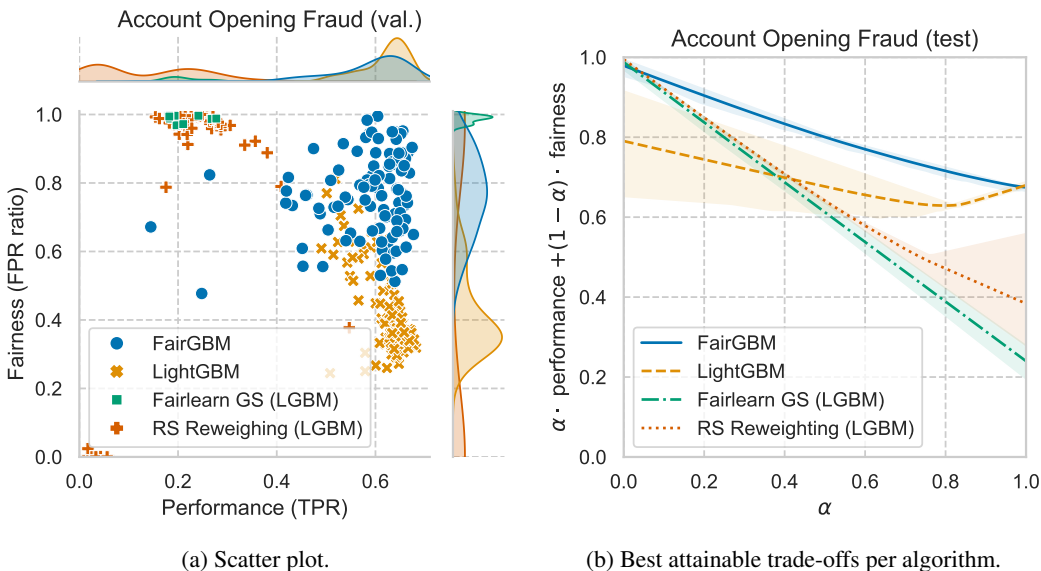 Account Opening Fraud (val.)
Fairness (FPR ratio)
1.0
0.8
0.6
0.4
0.2
0.0
FairGBM
LightGBM
Fairlearn GS (LGBM)
RS Reweighing (LGBM)
0.0 0.2 0.4 0.6
Performance (TPR)
(a) Scatter plot.
Account Opening Fraud (test)
α · performance +(1 − α) · fairness
1.0
0.8
0.6
0.4
0.2
0.0
FairGBM
LightGBM
Fairlearn GS (LGBM)
RS Reweighting (LGBM)
0.0 0.2 0.4 0.6 0.8 1.0
α
(b) Best attainable trade-offs per algorithm.